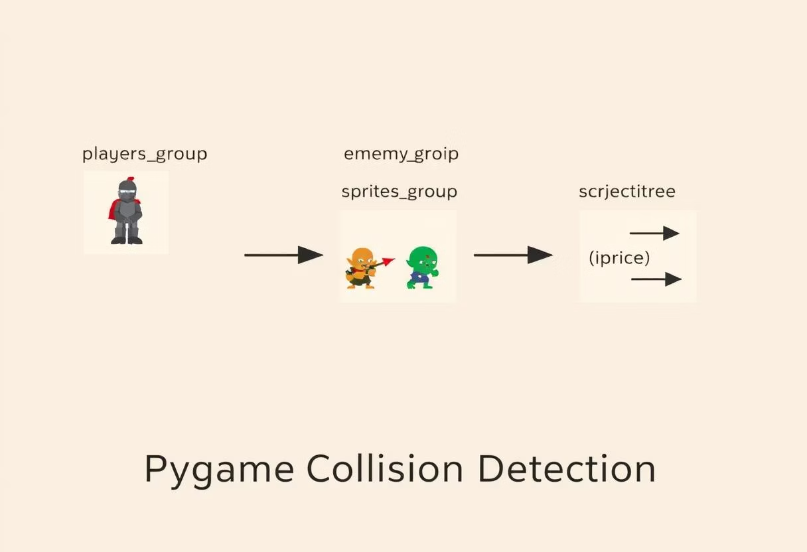 players_group
ememy_groip
sprites_group
scrjectitree
(iprice)
Pygame Collision Detection